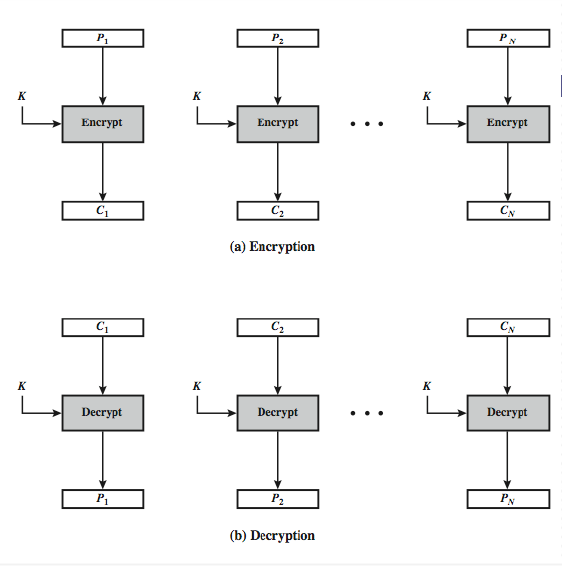 P1 P2 PN
K K K
Encrypt Encrypt • • • Encrypt
C1 C2 CN
(a) Encryption
C1 C2 CN
K K K
Decrypt Decrypt • • • Decrypt
P1 P2 PN
(b) Decryption